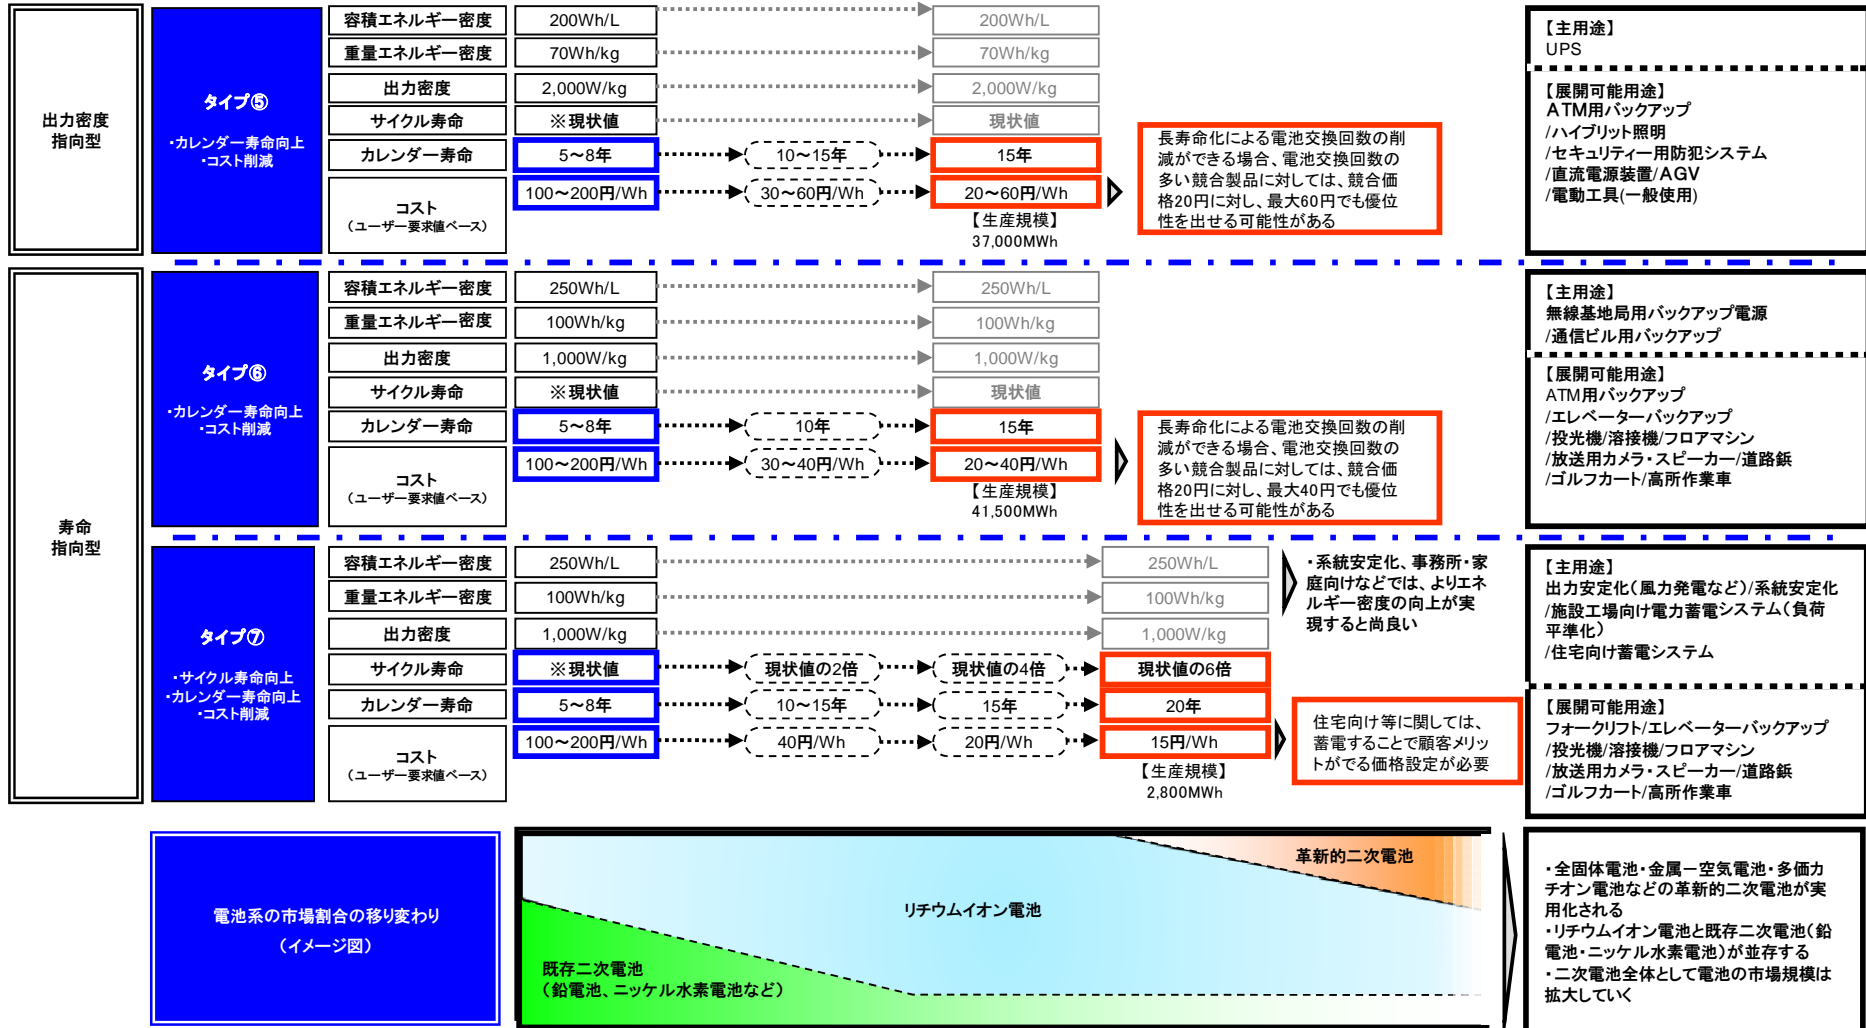 出力密度
指向型
タイプ⑤
・カレンダー寿命向上
・コスト削減
容積エネルギー密度
200Wh/L
200Wh/L
重量エネルギー密度
70Wh/kg
70Wh/kg
出力密度
2,000W/kg
2,000W/kg
サイクル寿命
※現状値
現状値
カレンダー寿命
5～8年
10～15年
15年
コスト
（ユーザー要求値ベース）
100～200円/Wh
30～60円/Wh
20～60円/Wh
【生産規模】
37,000MWh
長寿命化による電池交換回数の削
減ができる場合、電池交換回数の
多い競合製品に対しては、競合価
格20円に対し、最大60円でも優位
性を出せる可能性がある
【主用途】
UPS
【展開可能用途】
ATM用バックアップ
/ハイブリット照明
/セキュリティー用防犯システム
/直流電源装置/AGV
/電動工具(一般使用)
寿命
指向型
タイプ⑥
・カレンダー寿命向上
・コスト削減
容積エネルギー密度
250Wh/L
250Wh/L
重量エネルギー密度
100Wh/kg
100Wh/kg
出力密度
1,000W/kg
1,000W/kg
サイクル寿命
※現状値
現状値
カレンダー寿命
5～8年
10年
15年
コスト
（ユーザー要求値ベース）
100～200円/Wh
30～40円/Wh
20～40円/Wh
【生産規模】
41,500MWh
長寿命化による電池交換回数の削
減ができる場合、電池交換回数の
多い競合製品に対しては、競合価
格20円に対し、最大40円でも優位
性を出せる可能性がある
【主用途】
無線基地局用バックアップ電源
/通信ビル用バックアップ
【展開可能用途】
ATM用バックアップ
/エレベーターバックアップ
/投光機/溶接機/フロアマシン
/放送用カメラ・スピーカー/道路鋲
/ゴルフカート/高所作業車
タイプ⑦
・サイクル寿命向上
・カレンダー寿命向上
・コスト削減
容積エネルギー密度
250Wh/L
250Wh/L
重量エネルギー密度
100Wh/kg
100Wh/kg
出力密度
1,000W/kg
1,000W/kg
サイクル寿命
※現状値
現状値の2倍
現状値の4倍
現状値の6倍
カレンダー寿命
5～8年
10～15年
15年
20年
コスト
（ユーザー要求値ベース）
100～200円/Wh
40円/Wh
20円/Wh
15円/Wh
【生産規模】
2,800MWh
・系統安定化、事務所・家
庭向けなどでは、よりエネ
ルギー密度の向上が実
現すると尚良い
住宅向け等に関しては、
蓄電することで顧客メリッ
トがでる価格設定が必要
【主用途】
出力安定化（風力発電など）/系統安定化
/施設工場向け電力蓄電システム（負荷
平準化）
/住宅向け蓄電システム
【展開可能用途】
フォークリフト/エレベーターバックアップ
/投光機/溶接機/フロアマシン
/放送用カメラ・スピーカー/道路鋲
/ゴルフカート/高所作業車
電池系の市場割合の移り変わり
（イメージ図）
革新的二次電池
リチウムイオン電池
既存二次電池
（鉛電池、ニッケル水素電池など）
・全固体電池・金属－空気電池・多価カ
チオン電池などの革新的二次電池が実
用化される
・リチウムイオン電池と既存二次電池（鉛
電池・ニッケル水素電池）が並存する
・二次電池全体として電池の市場規模は
拡大していく